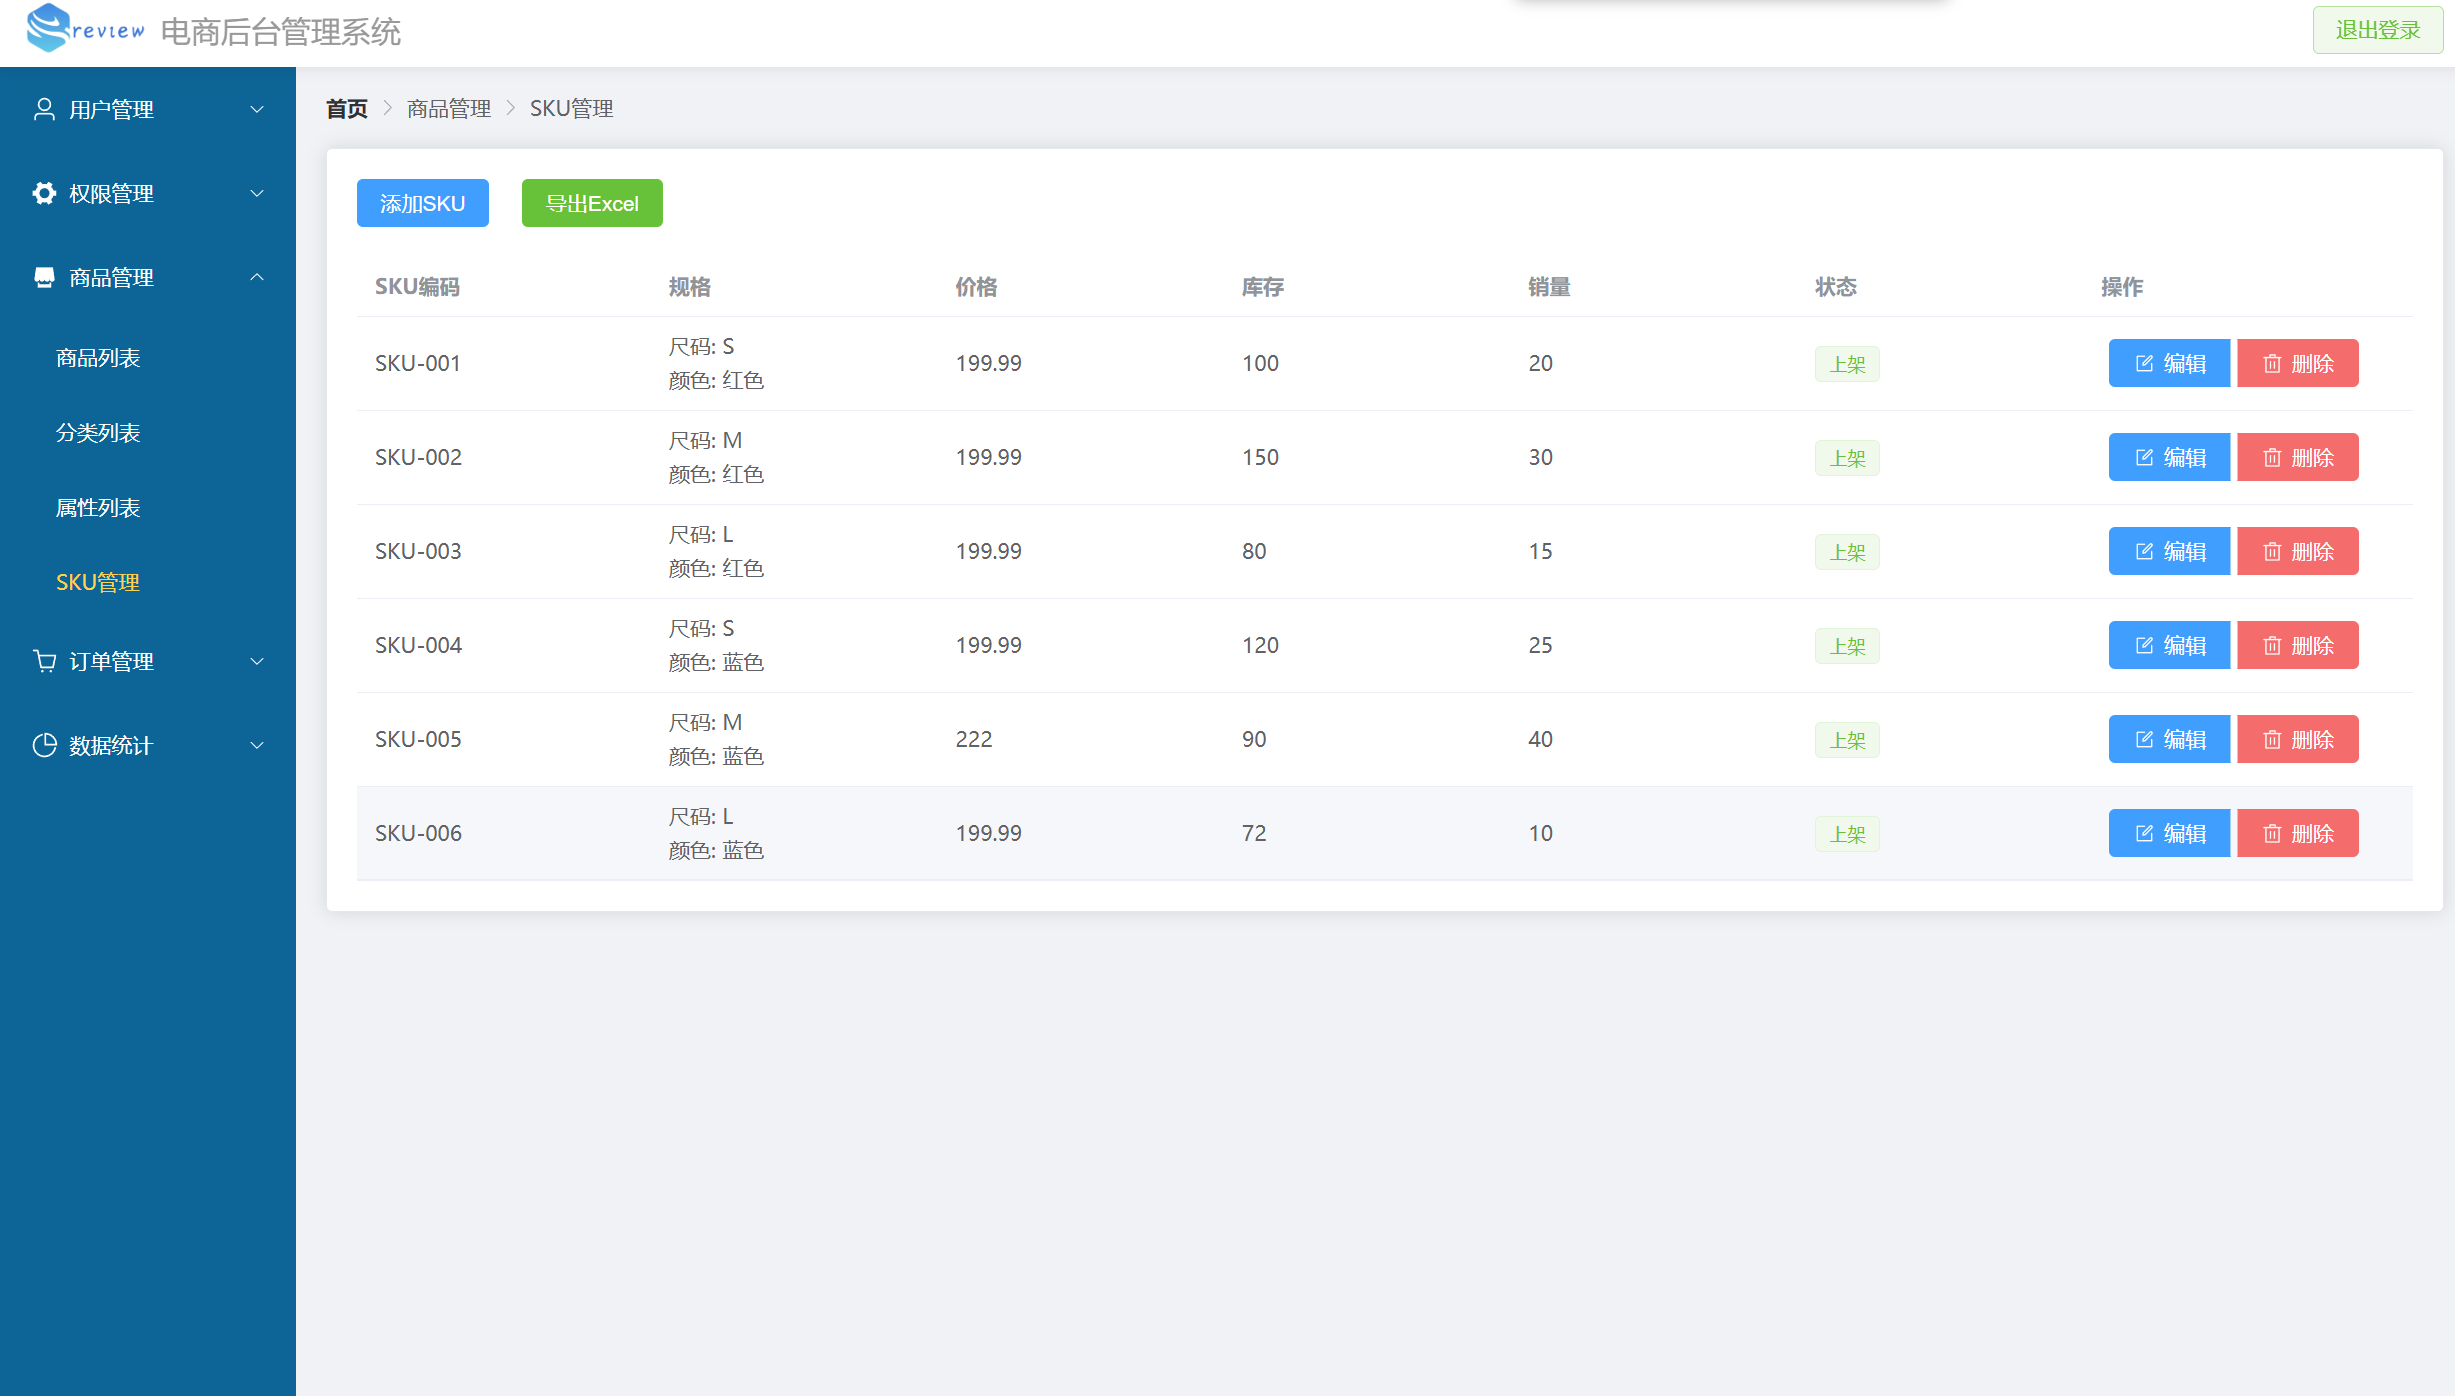 review 电商后台管理系统
退出登录
用户管理
权限管理
商品管理
商品列表
分类列表
属性列表
SKU管理
订单管理
数据统计
首页 > 商品管理 > SKU管理
添加SKU 导出Excel
SKU编码 规格 价格 库存 销量 状态 操作
SKU-001 尺码: S 199.99 100 20 上架 编辑 删除
颜色: 红色
SKU-002 尺码: M 199.99 150 30 上架 编辑 删除
颜色: 红色
SKU-003 尺码: L 199.99 80 15 上架 编辑 删除
颜色: 红色
SKU-004 尺码: S 199.99 120 25 上架 编辑 删除
颜色: 蓝色
SKU-005 尺码: M 222 90 40 上架 编辑 删除
颜色: 蓝色
SKU-006 尺码: L 199.99 72 10 上架 编辑 删除
颜色: 蓝色